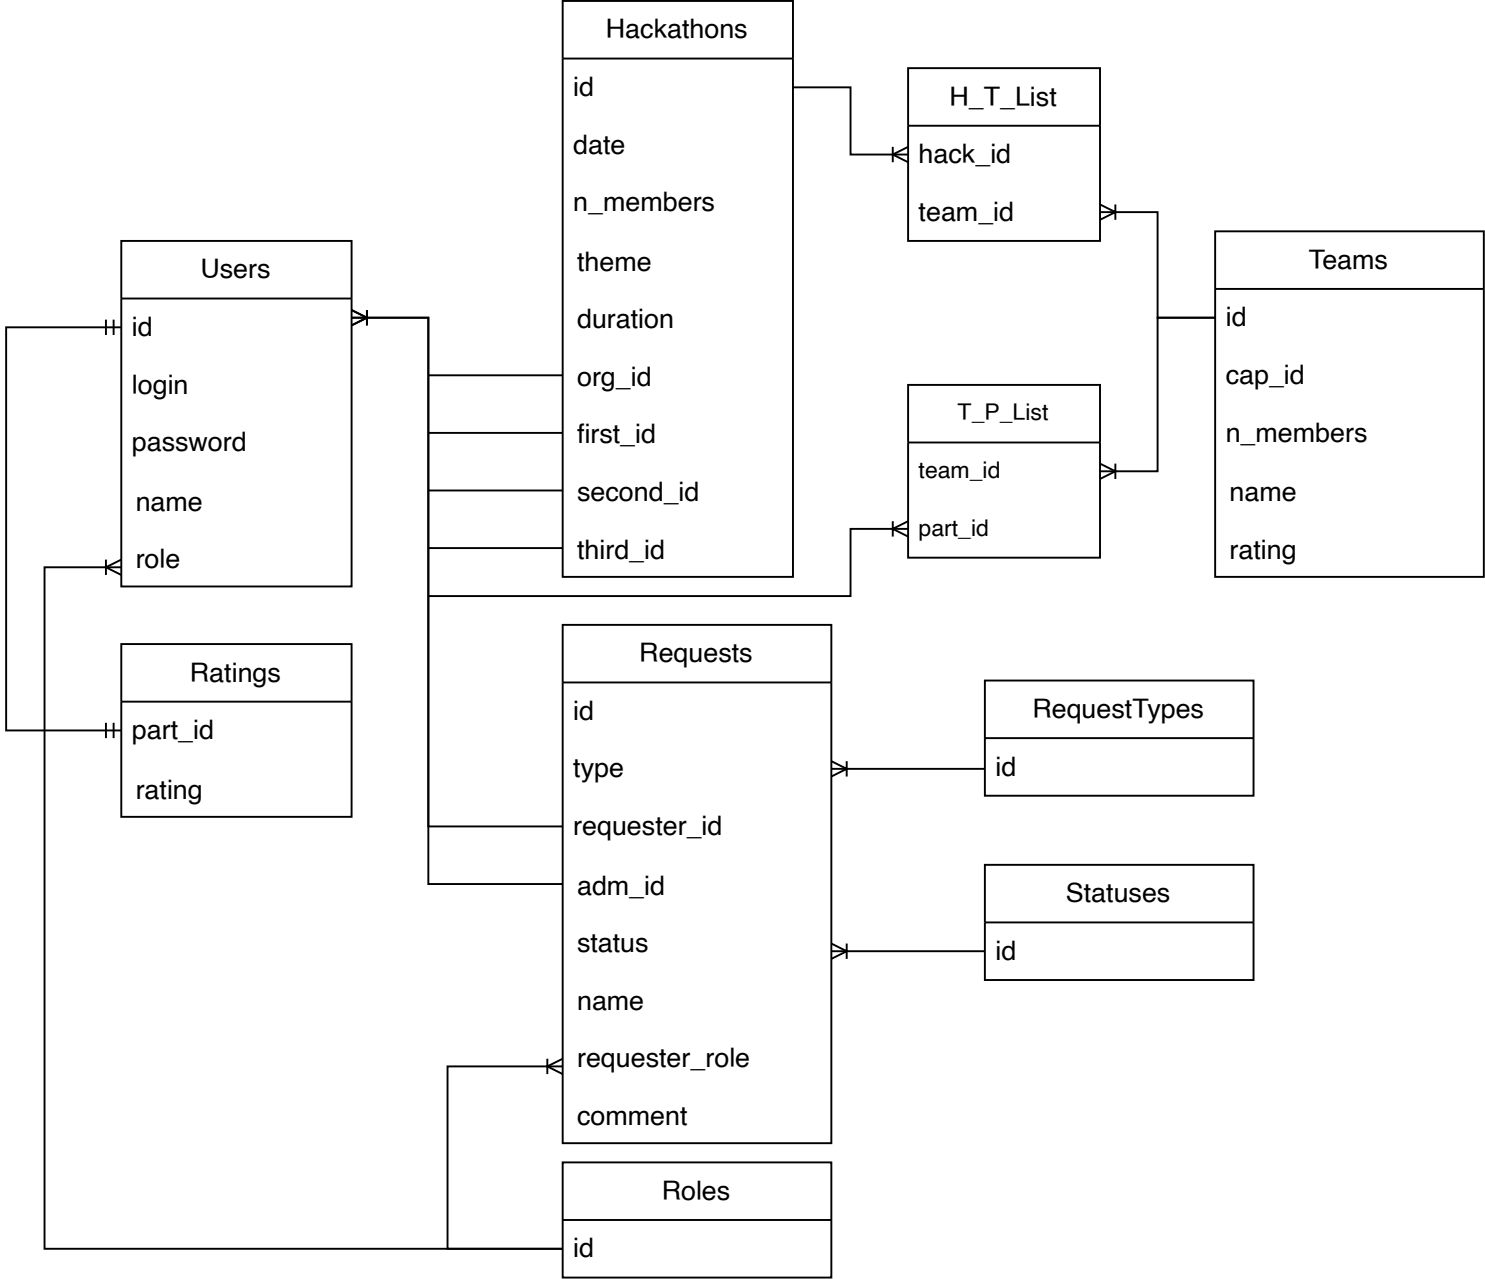 Hackathons
id
date
n_members
theme
duration
org_id
first_id
second_id
third_id
H_T_List
hack_id
team_id
Users
id
login
password
name
role
Teams
id
cap_id
n_members
name
rating
T_P_List
team_id
part_id
Ratings
part_id
rating
Requests
id
type
requester_id
adm_id
status
name
requester_role
comment
RequestTypes
id
Statuses
id
Roles
id